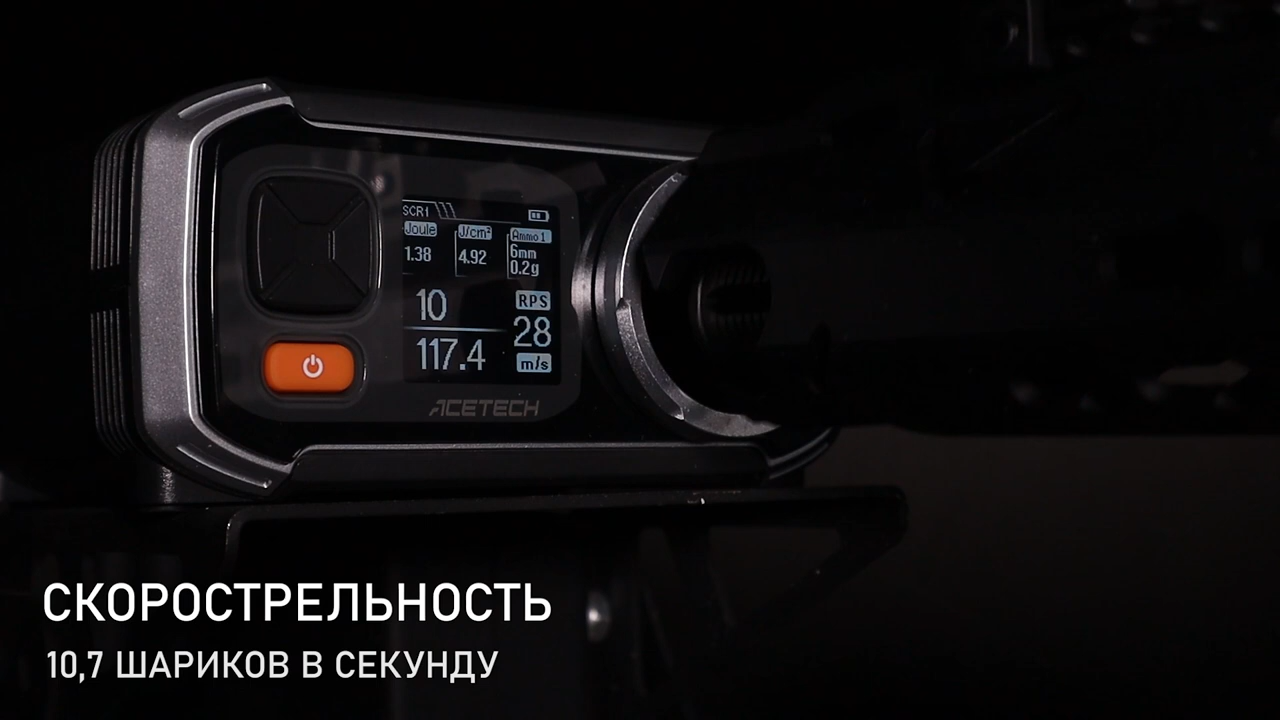 SCR1
Joule J/cm² Ammo 1
1.38 4.92 6mm
0.2g
10 RPS
28
117.4 m/s
ACETECH
СКОРОСТРЕЛЬНОСТЬ
10,7 ШАРИКОВ В СЕКУНДУ